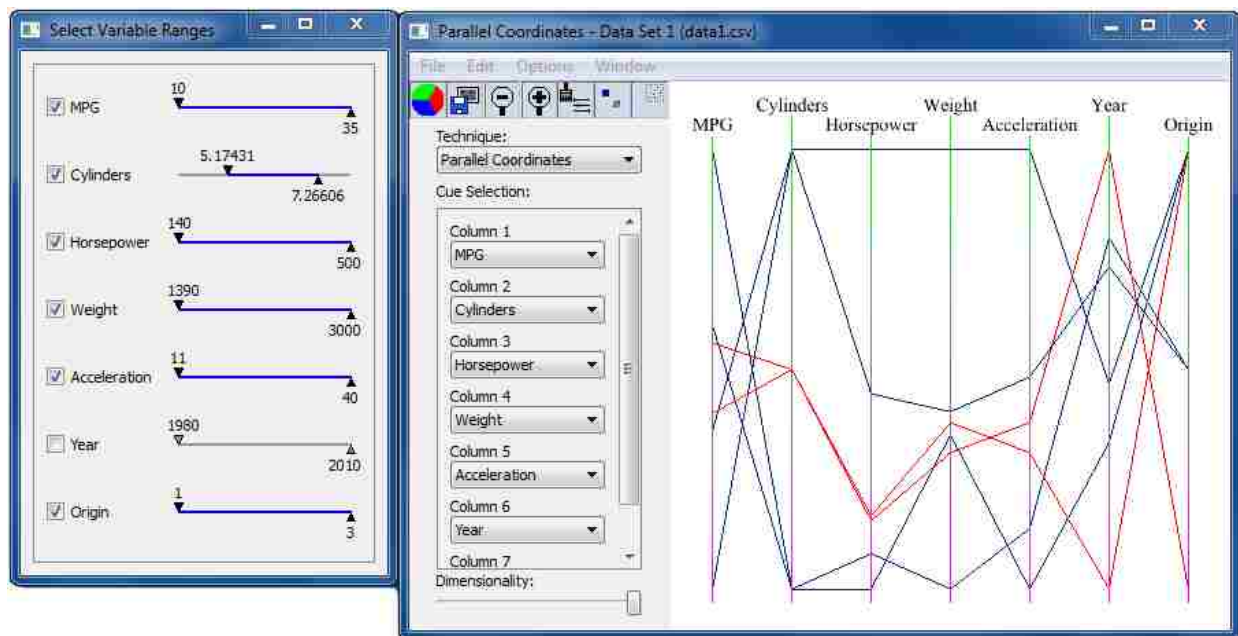 Select Variable Ranges
MPG
10
35
Cylinders
5.17431
7.26606
Horsepower
140
500
Weight
1390
3000
Acceleration
11
40
Year
1980
2010
Origin
1
3
Parallel Coordinates - Data Set 1 (data1.csv)
File Edit Options Window
Technique:
Parallel Coordinates
Cue Selection:
Column 1
MPG
Column 2
Cylinders
Column 3
Horsepower
Column 4
Weight
Column 5
Acceleration
Column 6
Year
Column 7
Dimensionality:
Cylinders Weight Year
MPG Horsepower Acceleration Origin